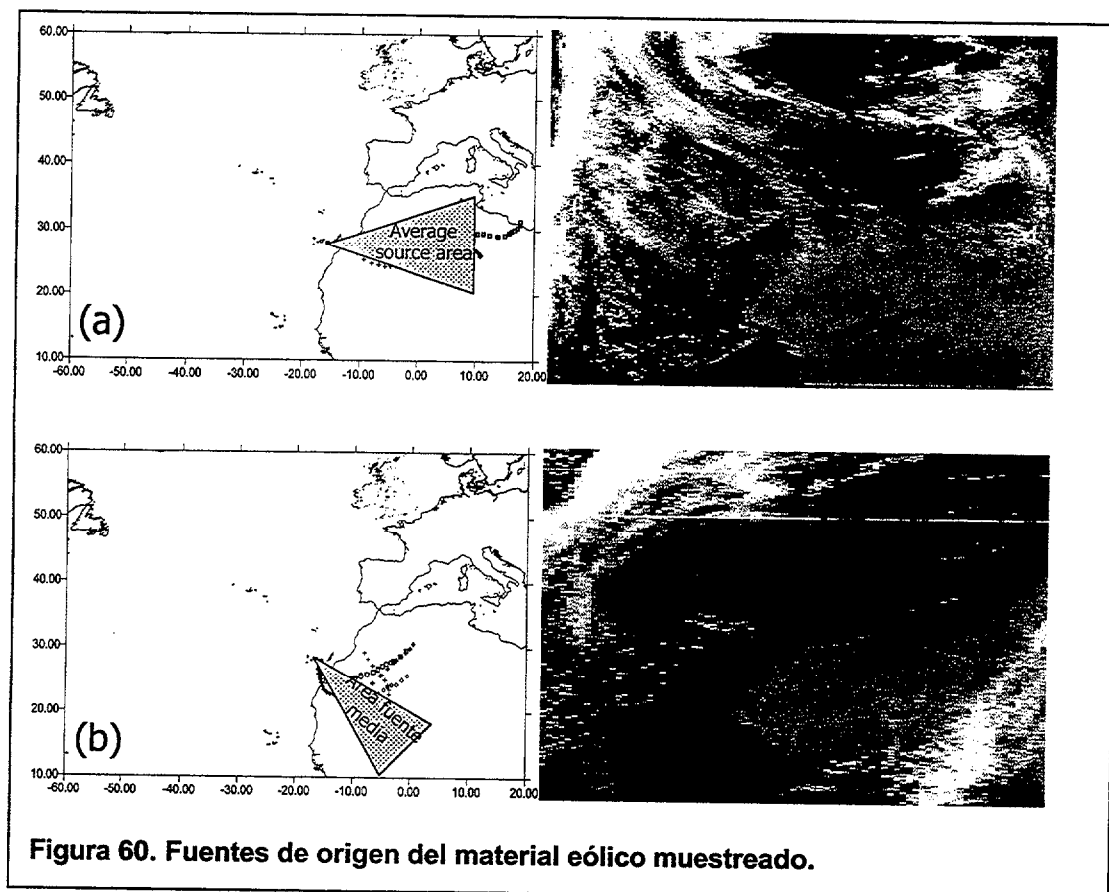 60.00
50.00
40.00
30.00
20.00
10.00
-60.00 -50.00 -40.00 -30.00 -20.00 -10.00 0.00 10.00 20.00
Average
source area
(a)
60.00
50.00
40.00
30.00
20.00
10.00
-60.00 -50.00 -40.00 -30.00 -20.00 -10.00 0.00 10.00 20.00
Área fuente
media
(b)
Figura 60. Fuentes de origen del material eólico muestreado.